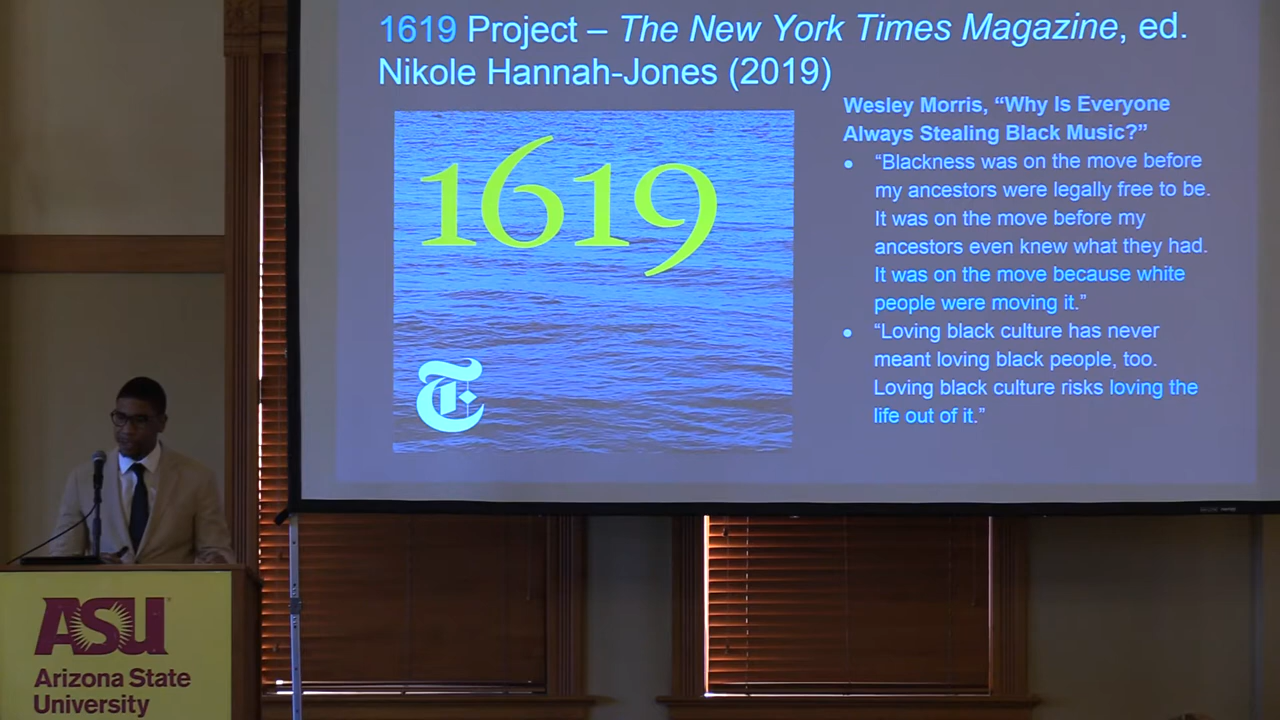 1619 Project – The New York Times Magazine, ed.
Nikole Hannah-Jones (2019)
Wesley Morris, “Why Is Everyone
Always Stealing Black Music?”
• “Blackness was on the move before
my ancestors were legally free to be.
It was on the move before my
ancestors even knew what they had.
It was on the move because white
people were moving it.”
• “Loving black culture has never
meant loving black people, too.
Loving black culture risks loving the
life out of it.”
1619
T
ASU
Arizona State
University